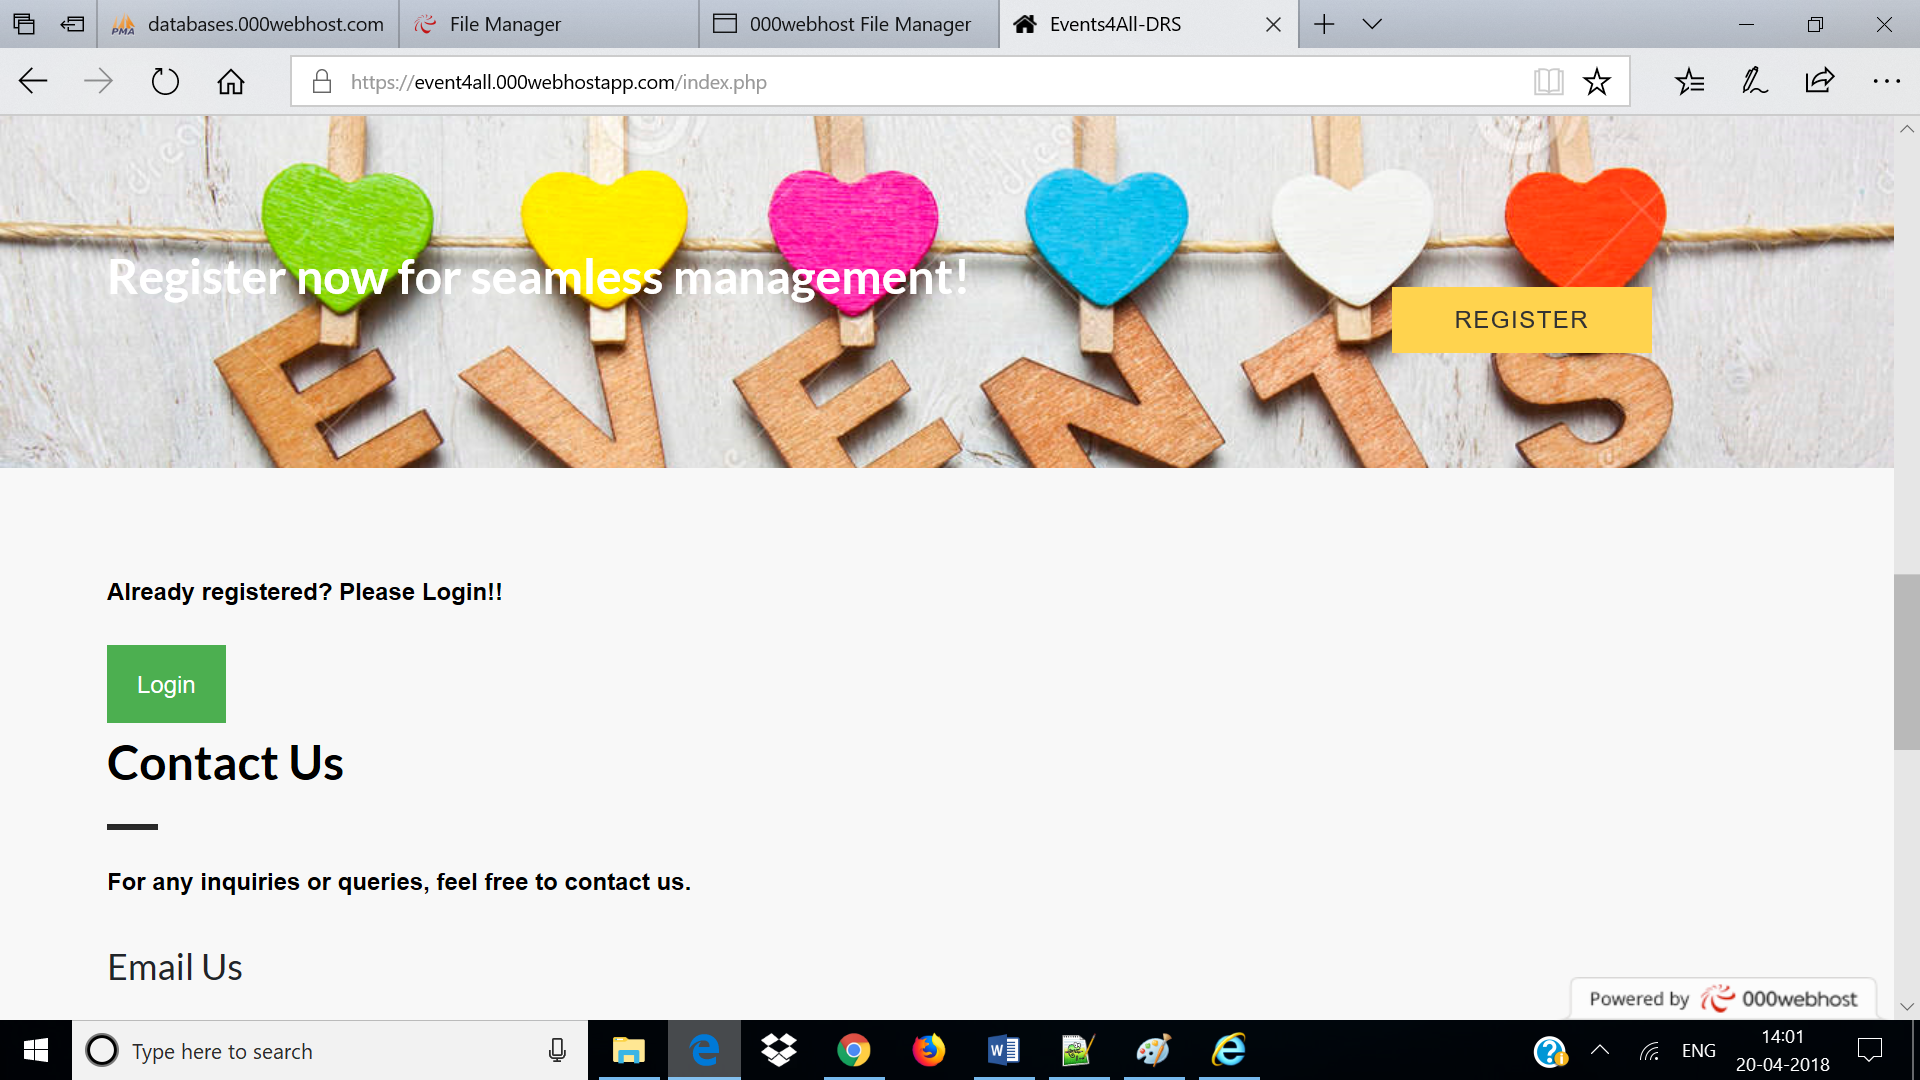 databases.000webhost.com
File Manager
000webhost File Manager
Events4All-DRS
https://event4all.000webhostapp.com/index.php
Register now for seamless management!
REGISTER
EVENTS
Already registered? Please Login!!
Login
Contact Us
For any inquiries or queries, feel free to contact us.
Email Us
Powered by 000webhost
Type here to search
ENG
14:01
20-04-2018